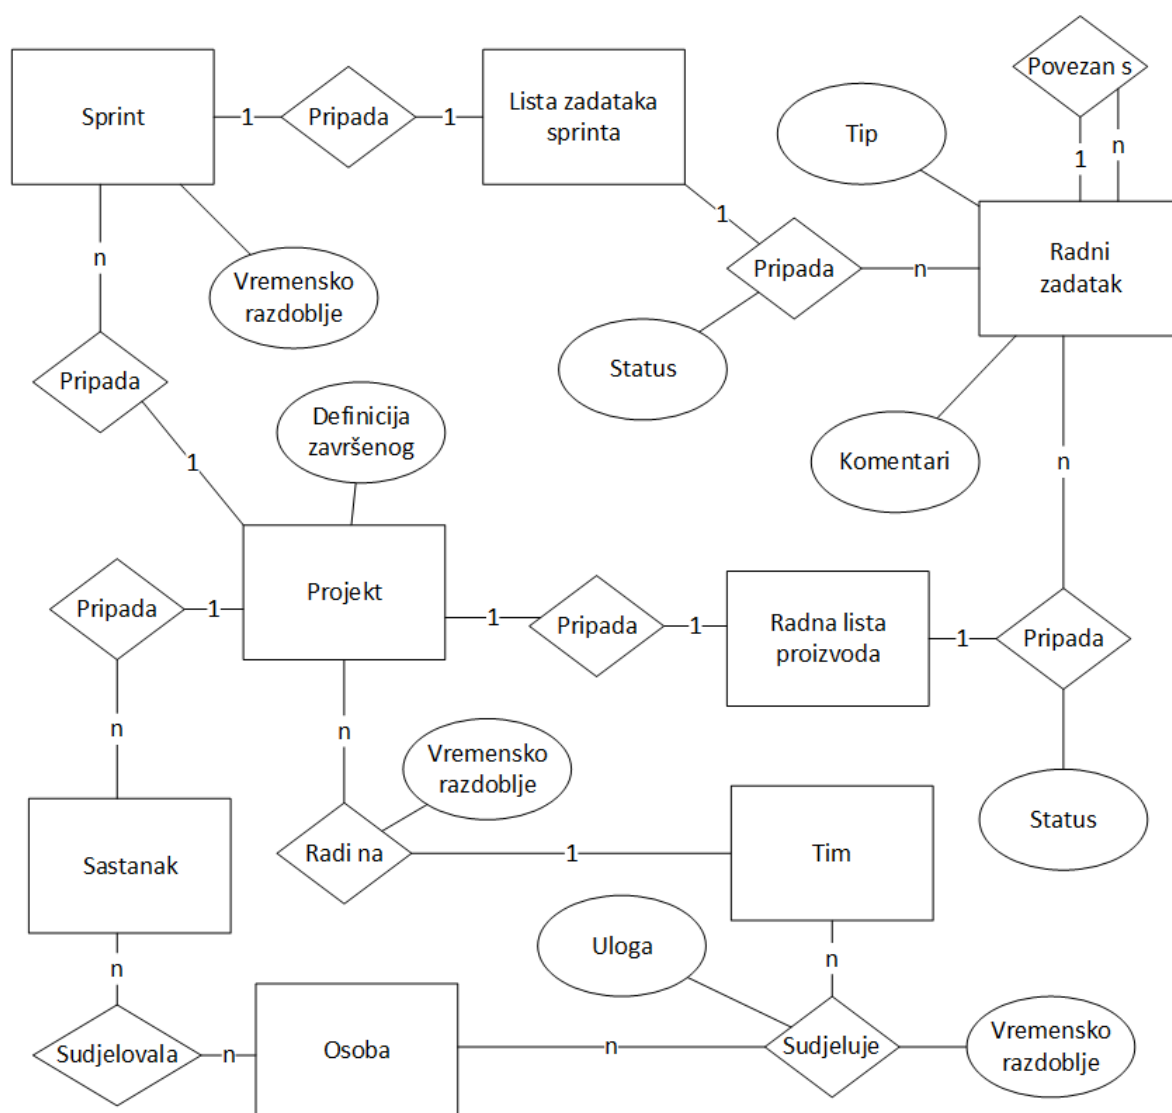 Povezan s
Sprint
1
Pripada
1
Lista zadataka
sprinta
Tip
1
n
1
n
Vremensko
razdoblje
Pripada
n
Radni
zadatak
Status
Pripada
Definicija
završenog
Komentari
n
1
Pripada
1
Projekt
1
Pripada
1
Radna lista
proizvoda
1
Pripada
n
n
Vremensko
razdoblje
Status
Sastanak
Radi na
1
Tim
n
Uloga
n
Sudjelovala
n
Osoba
n
Sudjeluje
Vremensko
razdoblje